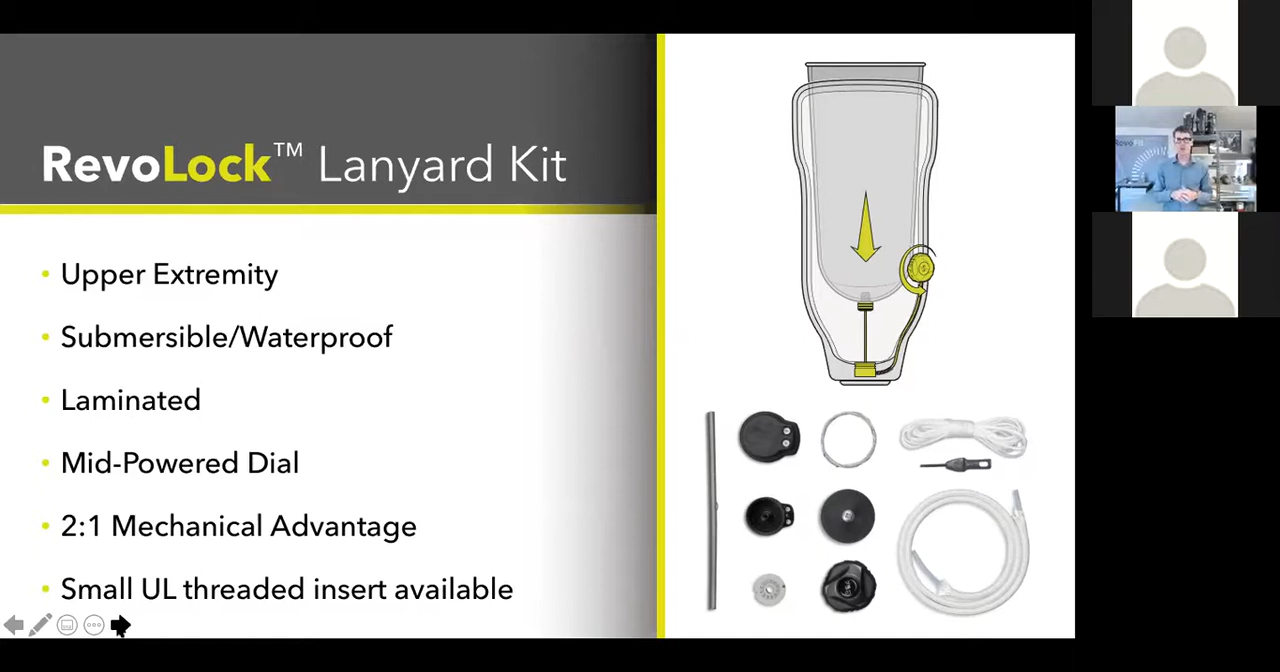 RevoLock™ Lanyard Kit
• Upper Extremity
• Submersible/Waterproof
• Laminated
• Mid-Powered Dial
• 2:1 Mechanical Advantage
• Small UL threaded insert available
RevoFit